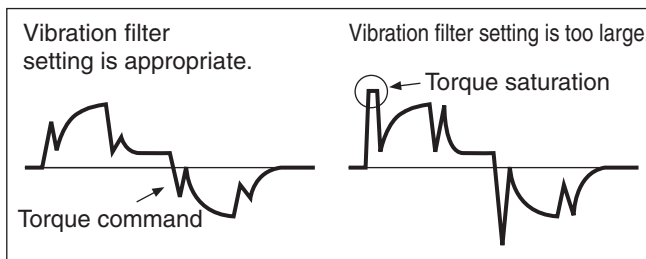 Vibration filter
setting is appropriate.
Torque command
Vibration filter setting is too large.
Torque saturation